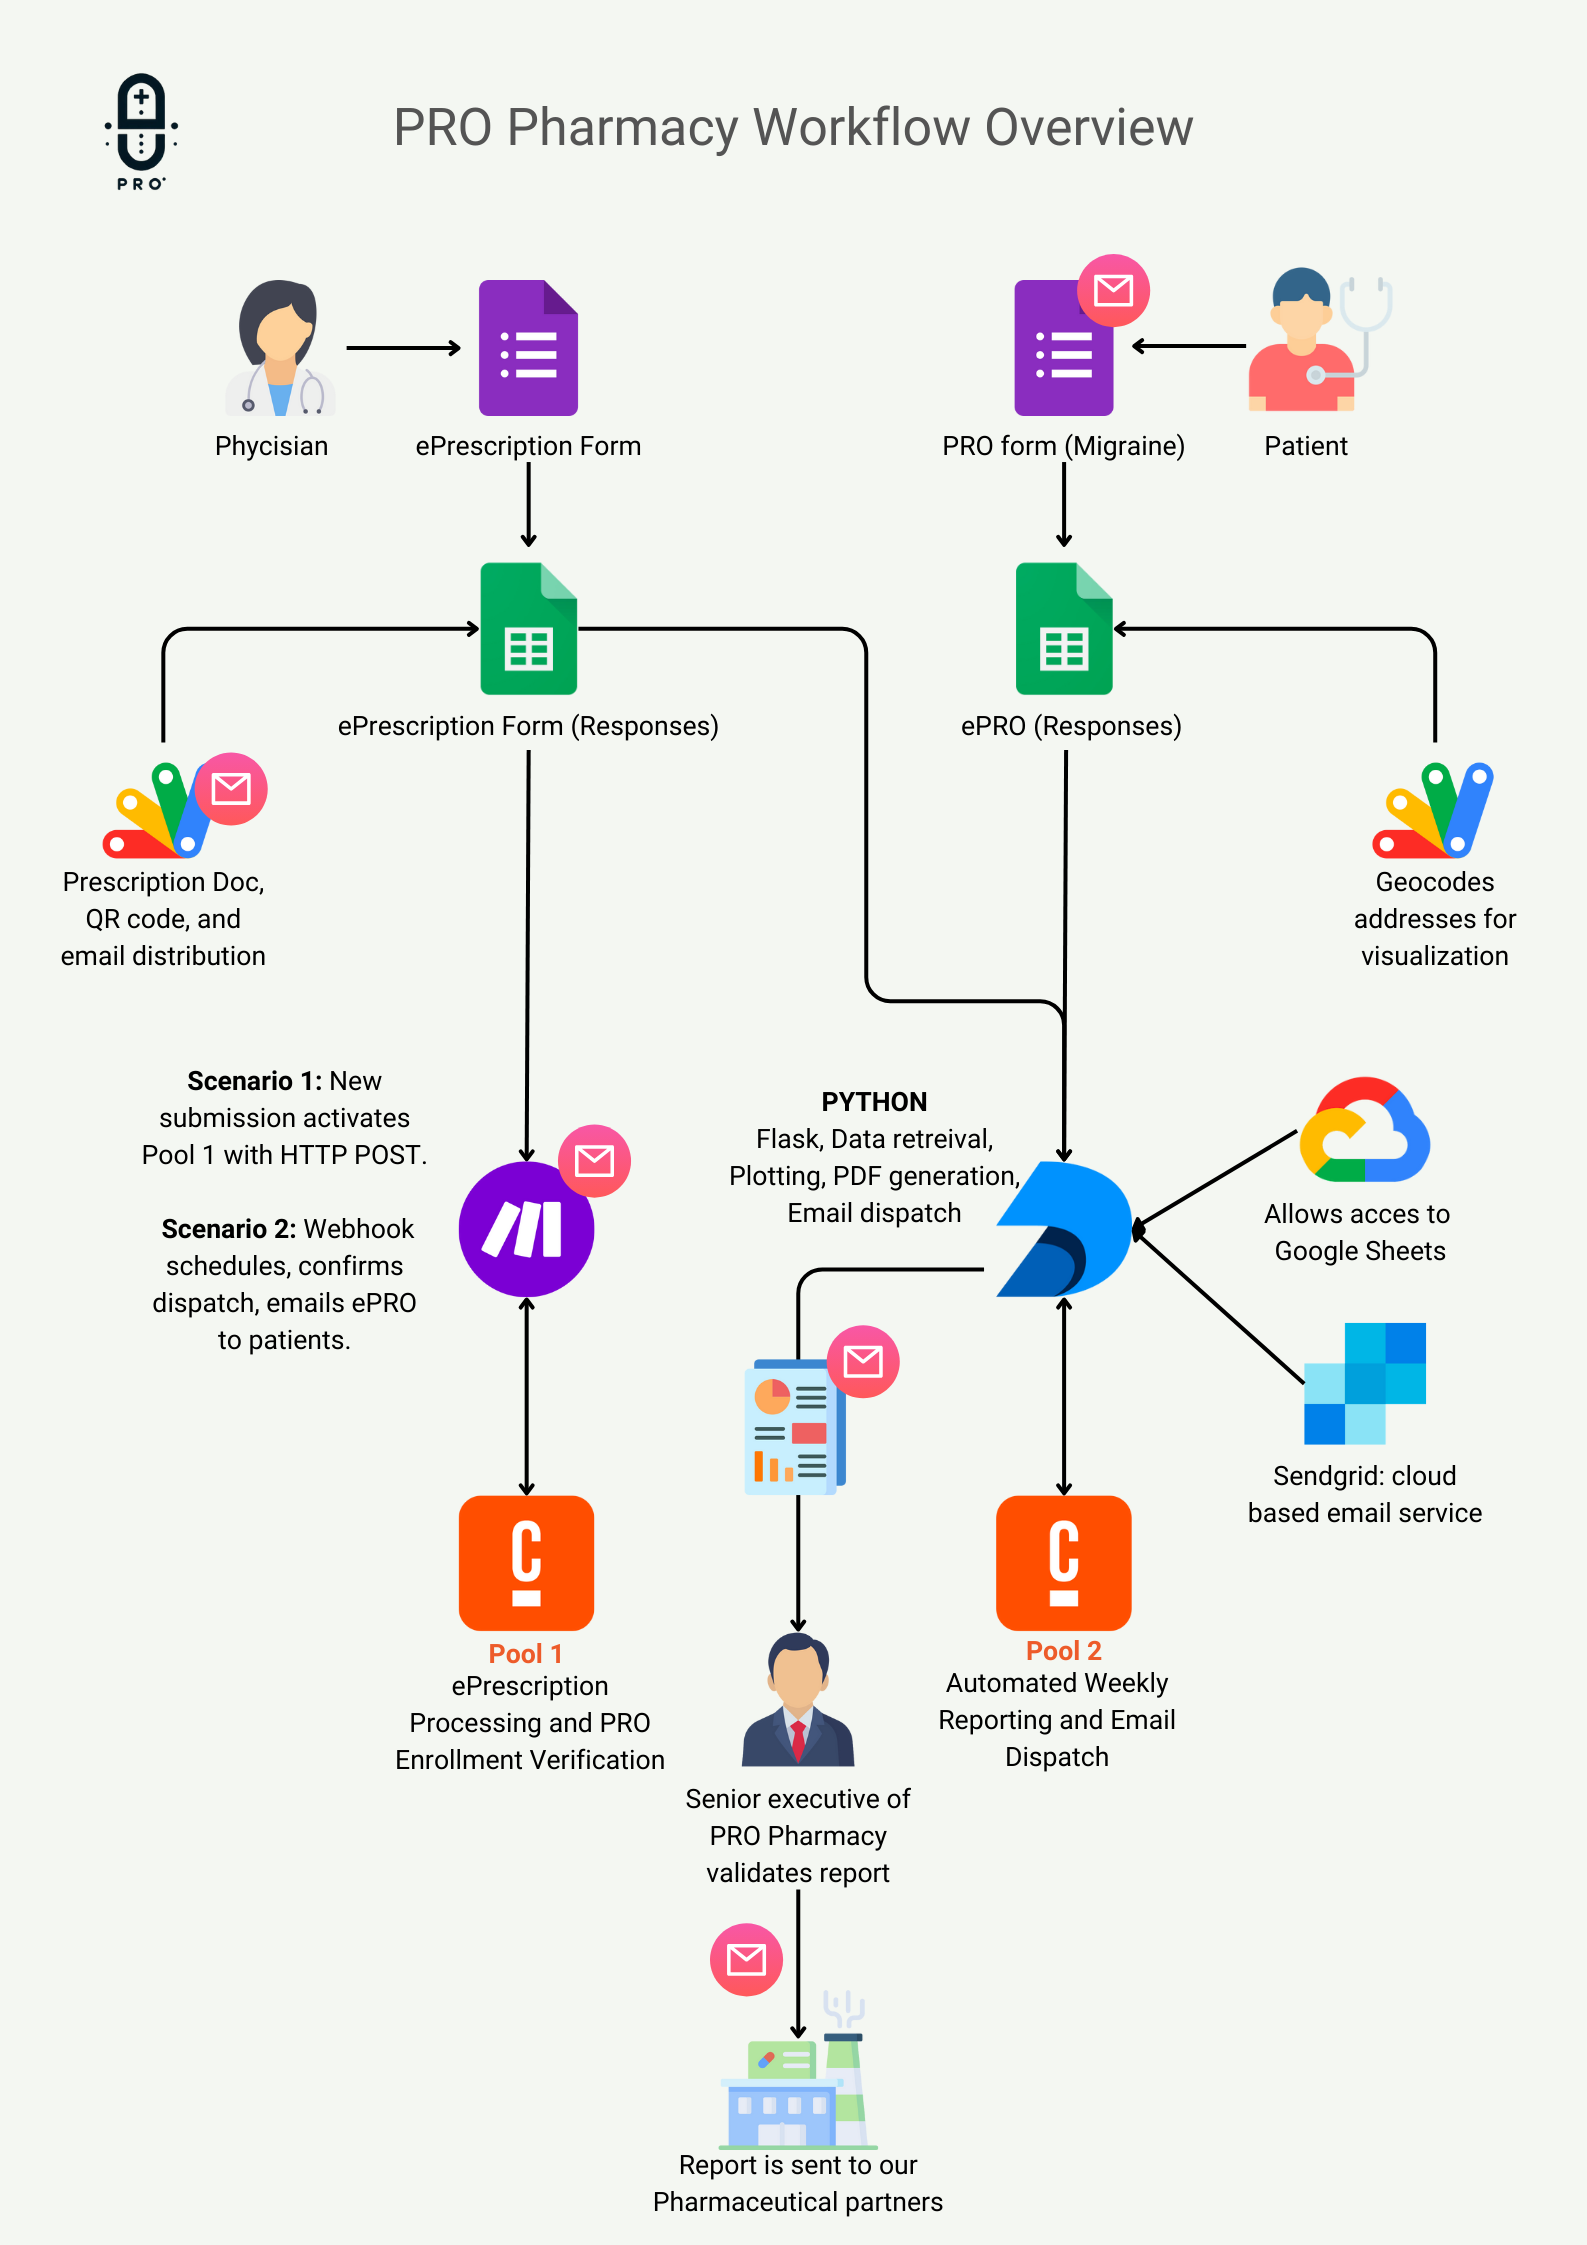 PRO
PRO Pharmacy Workflow Overview
Phycisian
ePrescription Form
PRO form (Migraine)
Patient
ePrescription Form (Responses)
ePRO (Responses)
Prescription Doc,
QR code, and
email distribution
Geocodes
addresses for
visualization
Scenario 1: New
submission activates
Pool 1 with HTTP POST.
Scenario 2: Webhook
schedules, confirms
dispatch, emails ePRO
to patients.
PYTHON
Flask, Data retreival,
Plotting, PDF generation,
Email dispatch
Allows acces to
Google Sheets
Sendgrid: cloud
based email service
C
Pool 1
ePrescription
Processing and PRO
Enrollment Verification
C
Pool 2
Automated Weekly
Reporting and Email
Dispatch
Senior executive of
PRO Pharmacy
validates report
Report is sent to our
Pharmaceutical partners